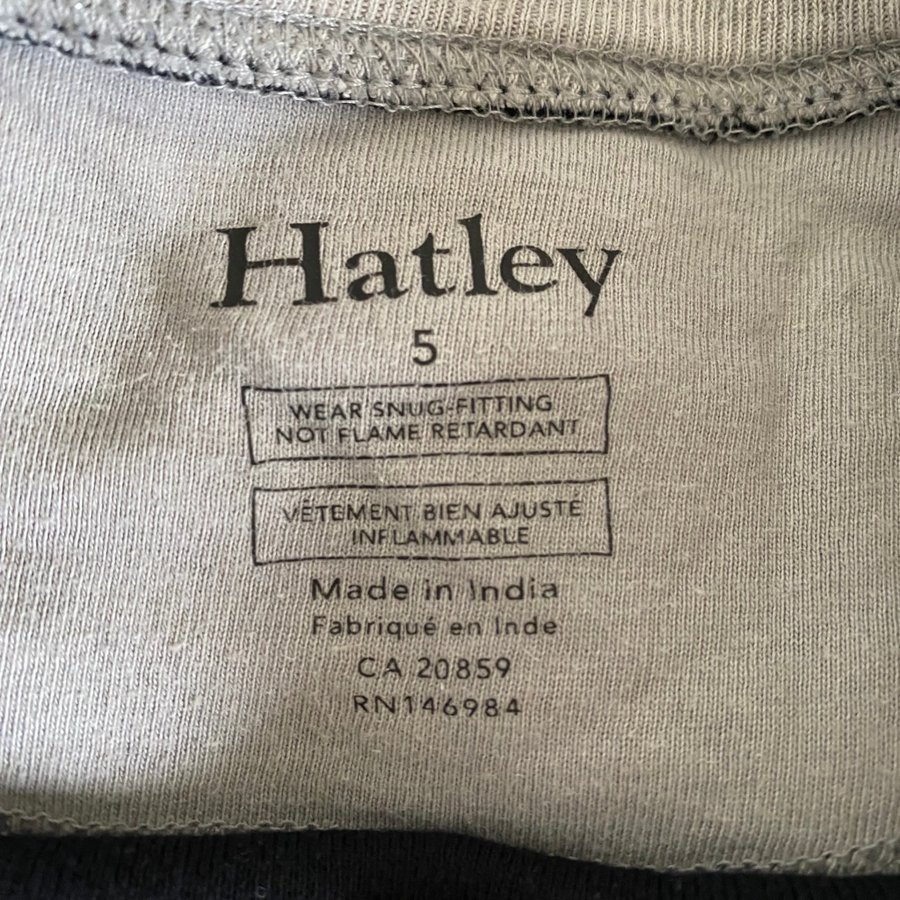 Hatley
5
WEAR SNUG-FITTING
NOT FLAME RETARDANT
VÊTEMENT BIEN AJUSTÉ
INFLAMMABLE
Made in India
Fabriqué en Inde
CA 20859
RN146984